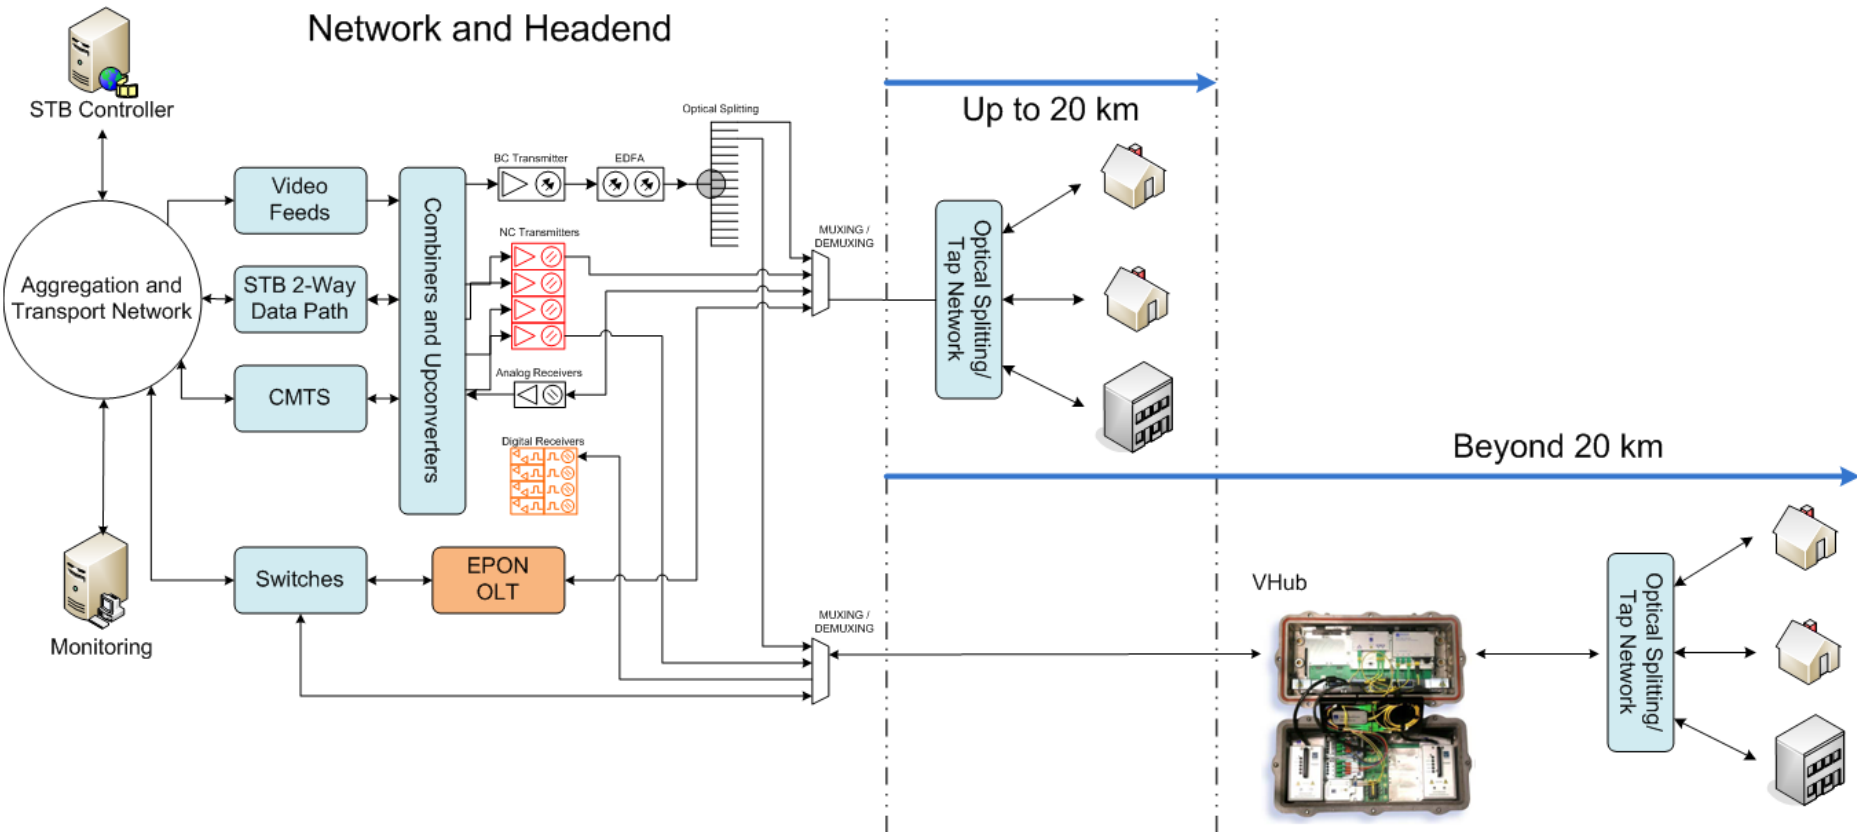 Network and Headend
STB Controller
Optical Splitting
Up to 20 km
BC Transmitter
EDFA
Video
Feeds
Combiners and Upconverters
NC Transmitters
MUXING /
DEMUXING
Optical Splitting/
Tap Network
Aggregation and
Transport Network
STB 2-Way
Data Path
CMTS
Analog Receivers
Digital Receivers
Beyond 20 km
Switches
EPON
OLT
Monitoring
MUXING /
DEMUXING
VHub
Optical Splitting/
Tap Network